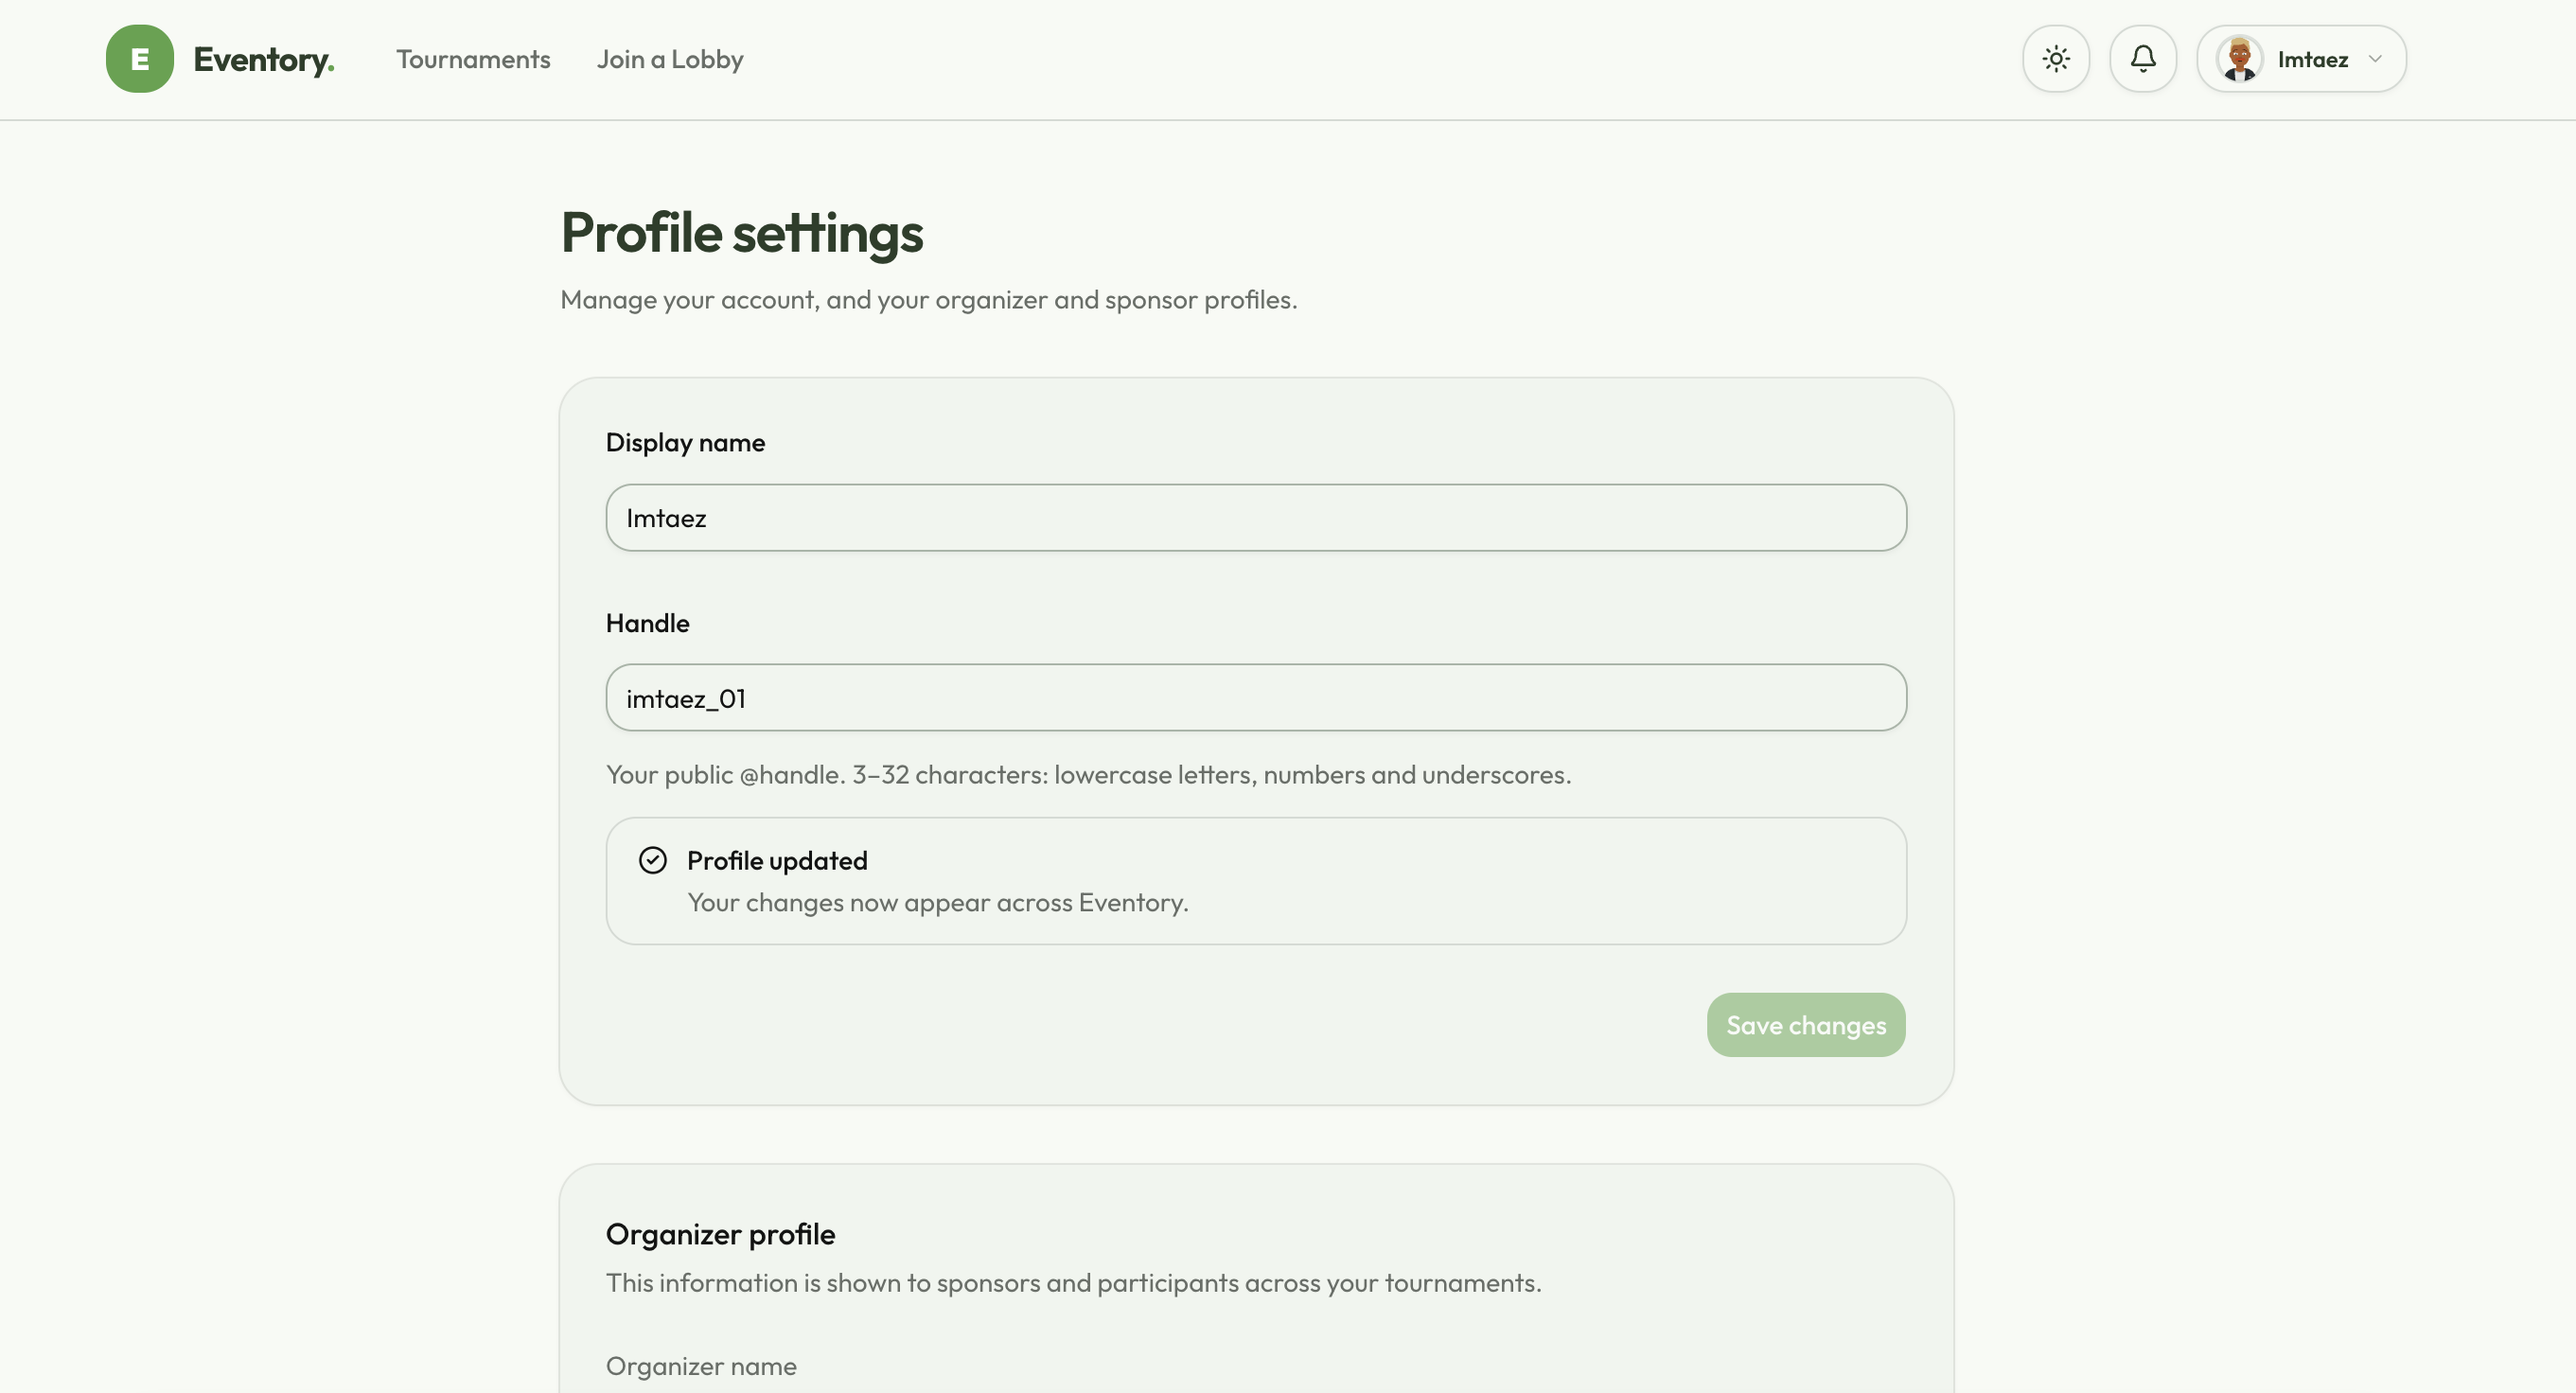 E
Eventory.
Tournaments
Join a Lobby
Imtaez
Profile settings
Manage your account, and your organizer and sponsor profiles.
Display name
Imtaez
Handle
imtaez_01
Your public @handle. 3–32 characters: lowercase letters, numbers and underscores.
Profile updated
Your changes now appear across Eventory.
Save changes
Organizer profile
This information is shown to sponsors and participants across your tournaments.
Organizer name